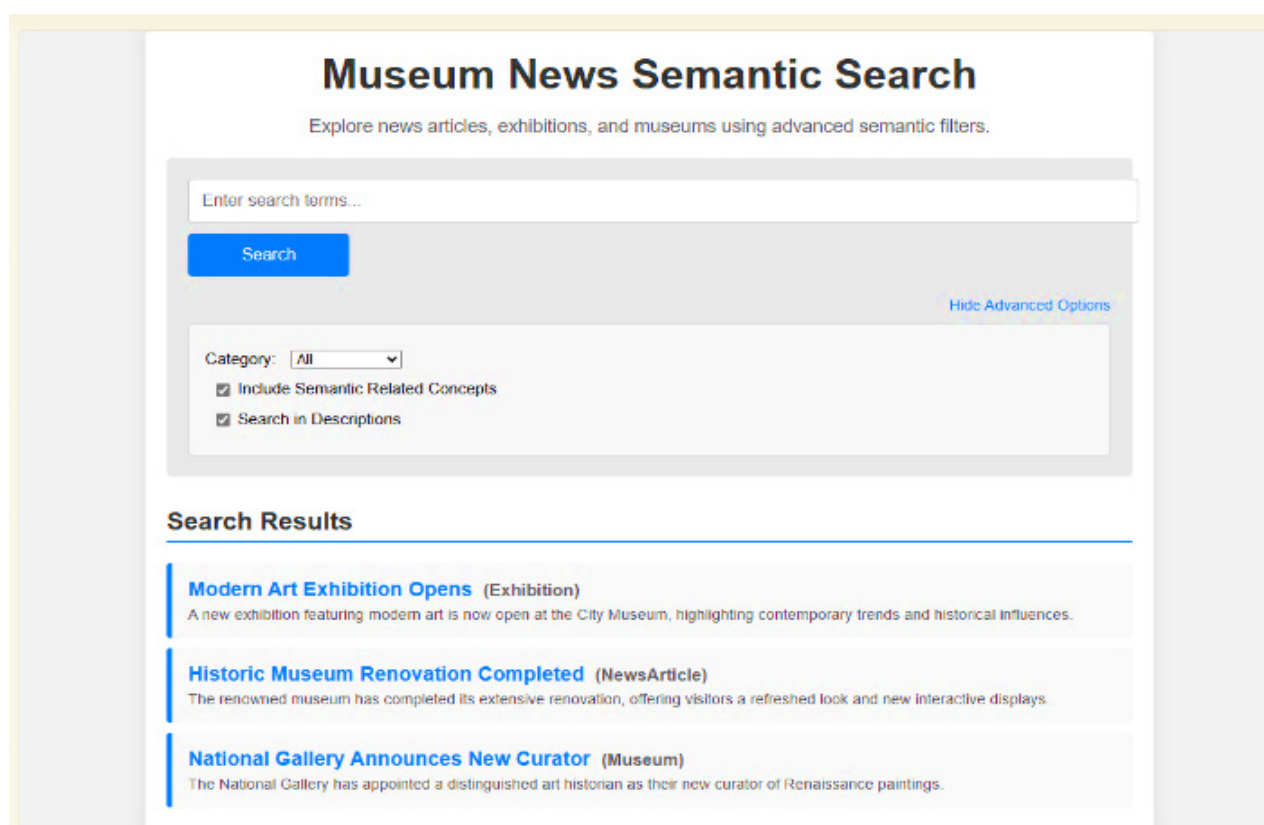 Museum News Semantic Search
Explore news articles, exhibitions, and museums using advanced semantic filters.
Enter search terms...
Search
Hide Advanced Options
Category: All
Include Semantic Related Concepts
Search in Descriptions
Search Results
Modern Art Exhibition Opens (Exhibition)
A new exhibition featuring modern art is now open at the City Museum, highlighting contemporary trends and historical influences.
Historic Museum Renovation Completed (NewsArticle)
The renowned museum has completed its extensive renovation, offering visitors a refreshed look and new interactive displays.
National Gallery Announces New Curator (Museum)
The National Gallery has appointed a distinguished art historian as their new curator of Renaissance paintings.